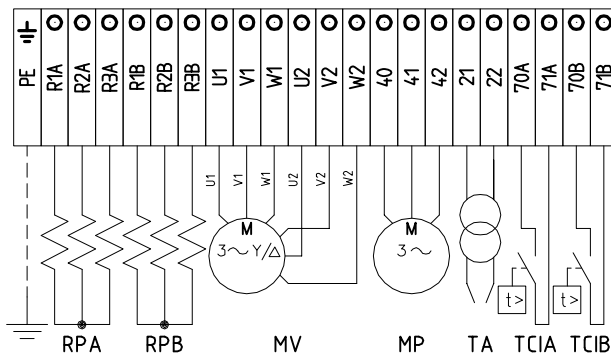 PE R1A R2A R3A R1B R2B R3B U1 V1 W1 U2 V2 W2 40 41 42 21 22 70A 71A 70B 71B
U1 V1 W1 U2 V2 W2
M M
3~ Y/△ 3~
t> t>
RPA RPB MV MP TA TCIA TCIB